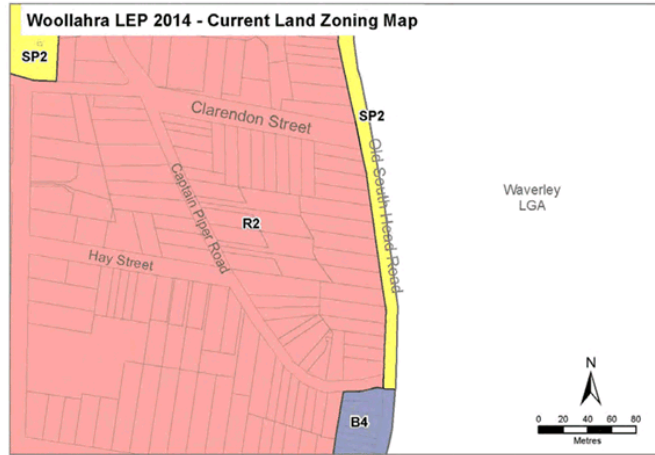 Woollahra LEP 2014 - Current Land Zoning Map
SP2
Clarendon Street
SP2
Old South Head Road
Captain Piper Road
R2
Waverley
LGA
Hay Street
N
0 20 40 60 80
Metres
B4